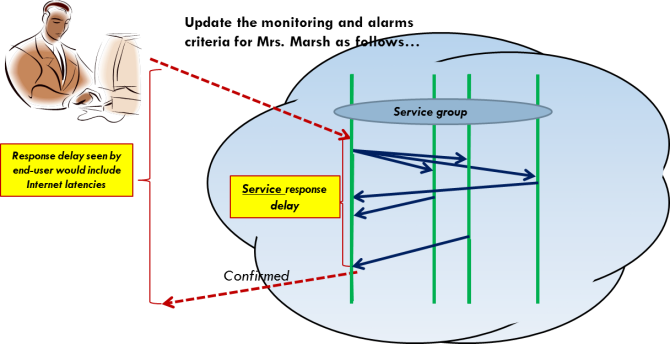 Update the monitoring and alarms
criteria for Mrs. Marsh as follows…
Service group
Response delay seen by
end-user would include
Internet latencies
Service response
delay
Confirmed